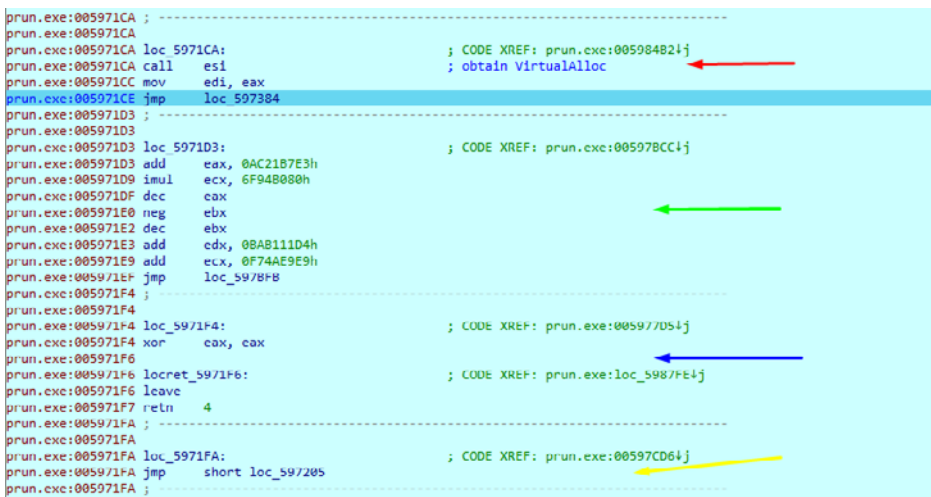 prun.exe:005971CA ; ---------------------------------------------------------------------------
prun.exe:005971CA
prun.exe:005971CA loc_5971CA: ; CODE XREF: prun.exe:005984B2↓j
prun.exe:005971CA call esi ; obtain VirtualAlloc
prun.exe:005971CC mov edi, eax
prun.exe:005971CE jmp loc_597384
prun.exe:005971D3 ; ---------------------------------------------------------------------------
prun.exe:005971D3
prun.exe:005971D3 loc_5971D3: ; CODE XREF: prun.exe:00597BCC↓j
prun.exe:005971D3 add eax, 0AC21B7E3h
prun.exe:005971D9 imul ecx, 6F94B080h
prun.exe:005971DF dec eax
prun.exe:005971E0 neg ebx
prun.exe:005971E2 dec ebx
prun.exe:005971E3 add edx, 0BAB111D4h
prun.exe:005971E9 add ecx, 0F74AE9E9h
prun.exe:005971EF jmp loc_597BFB
prun.exe:005971F4 ; ---------------------------------------------------------------------------
prun.exe:005971F4
prun.exe:005971F4 loc_5971F4: ; CODE XREF: prun.exe:005977D5↓j
prun.exe:005971F4 xor eax, eax
prun.exe:005971F6
prun.exe:005971F6 locret_5971F6: ; CODE XREF: prun.exe:loc_5987FE↓j
prun.exe:005971F6 leave
prun.exe:005971F7 retn 4
prun.exe:005971FA ; ---------------------------------------------------------------------------
prun.exe:005971FA
prun.exe:005971FA loc_5971FA: ; CODE XREF: prun.exe:00597CD6↓j
prun.exe:005971FA jmp short loc_597205
prun.exe:005971FA ; ---------------------------------------------------------------------------